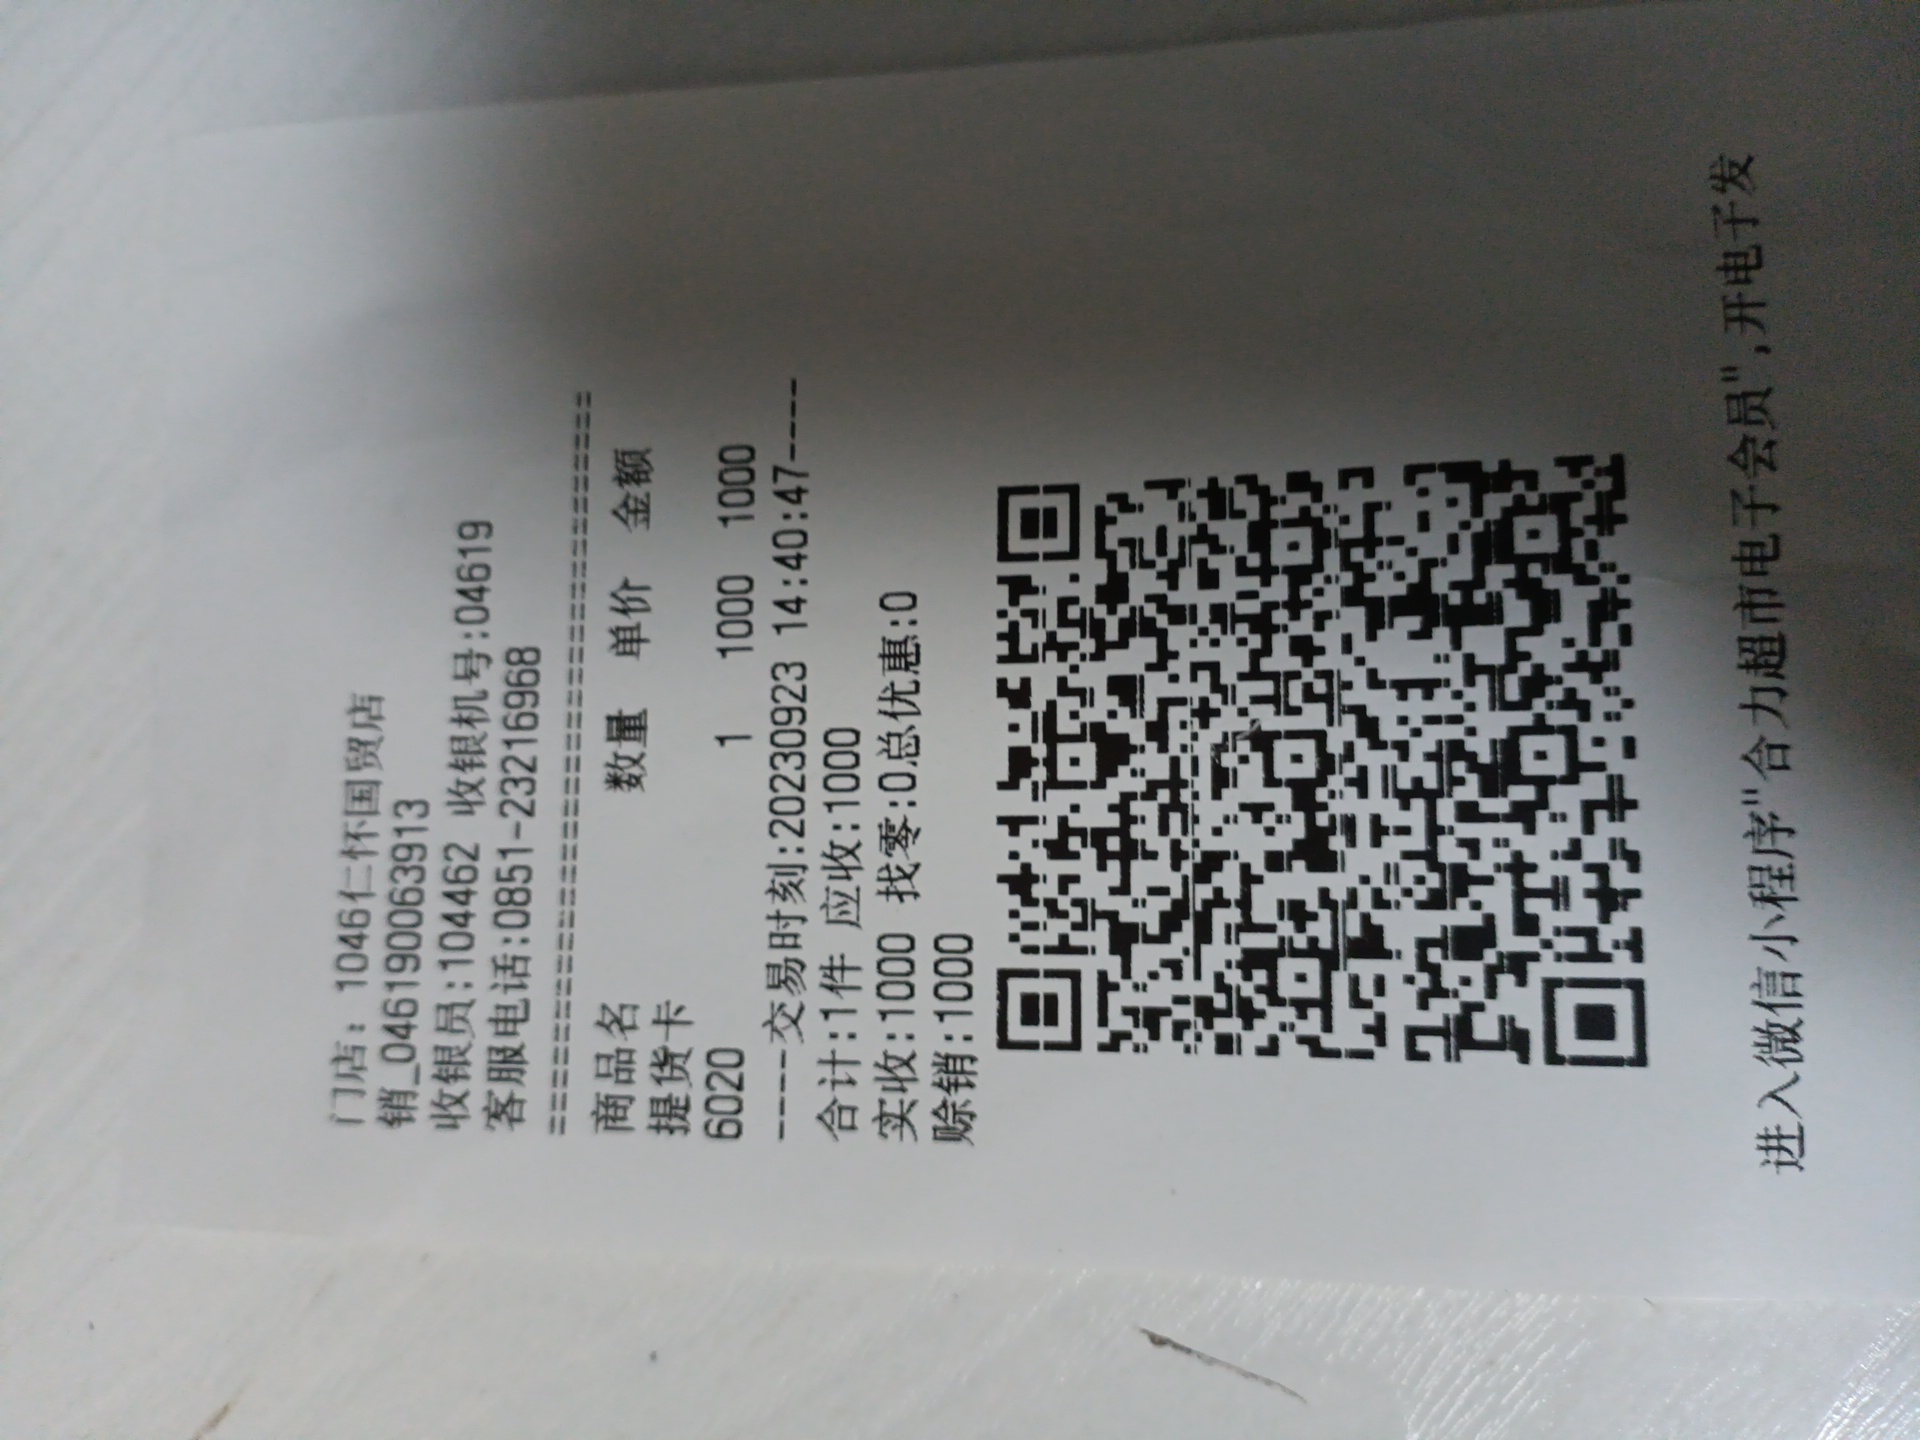 门店: 1046仁怀国贸店
销_0461900639​13
收银员:104462 收银机号:04619
客服电话:0851-23216968
==========================================
商品名 数量 单价 金额
提货卡
6020 1 1000 1000
----交易时刻:20230923 14:40:47----
合计:1件 应收:1000
实收:1000 找零:0总优惠:0
赊销:1000
进入微信小程序"合力超市电子会员",开电子发